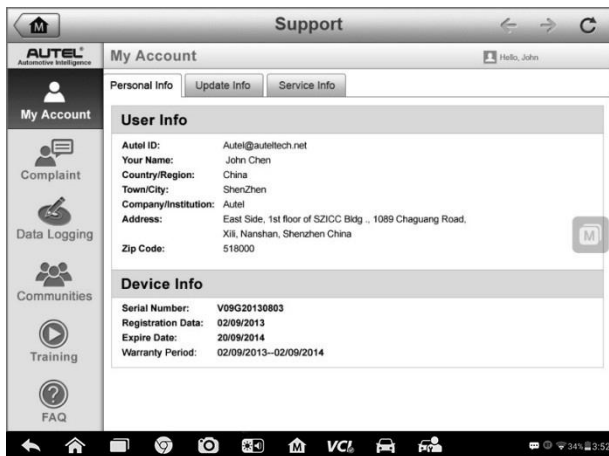 M
Support
AUTEL®
Automotive Intelligence
My Account
Hello, John
My Account
Complaint
Data Logging
Communities
Training
FAQ
Personal Info
Update Info
Service Info
User Info
Autel ID: Autel@auteltech.net
Your Name: John Chen
Country/Region: China
Town/City: ShenZhen
Company/Institution: Autel
Address: East Side, 1st floor of SZICC Bldg ., 1089 Chaguang Road,
Xili, Nanshan, Shenzhen China
Zip Code: 518000
Device Info
Serial Number: V09G20130803
Registration Data: 02/09/2013
Expire Date: 20/09/2014
Warranty Period: 02/09/2013--02/09/2014
M
M
VCI
34% 3:52